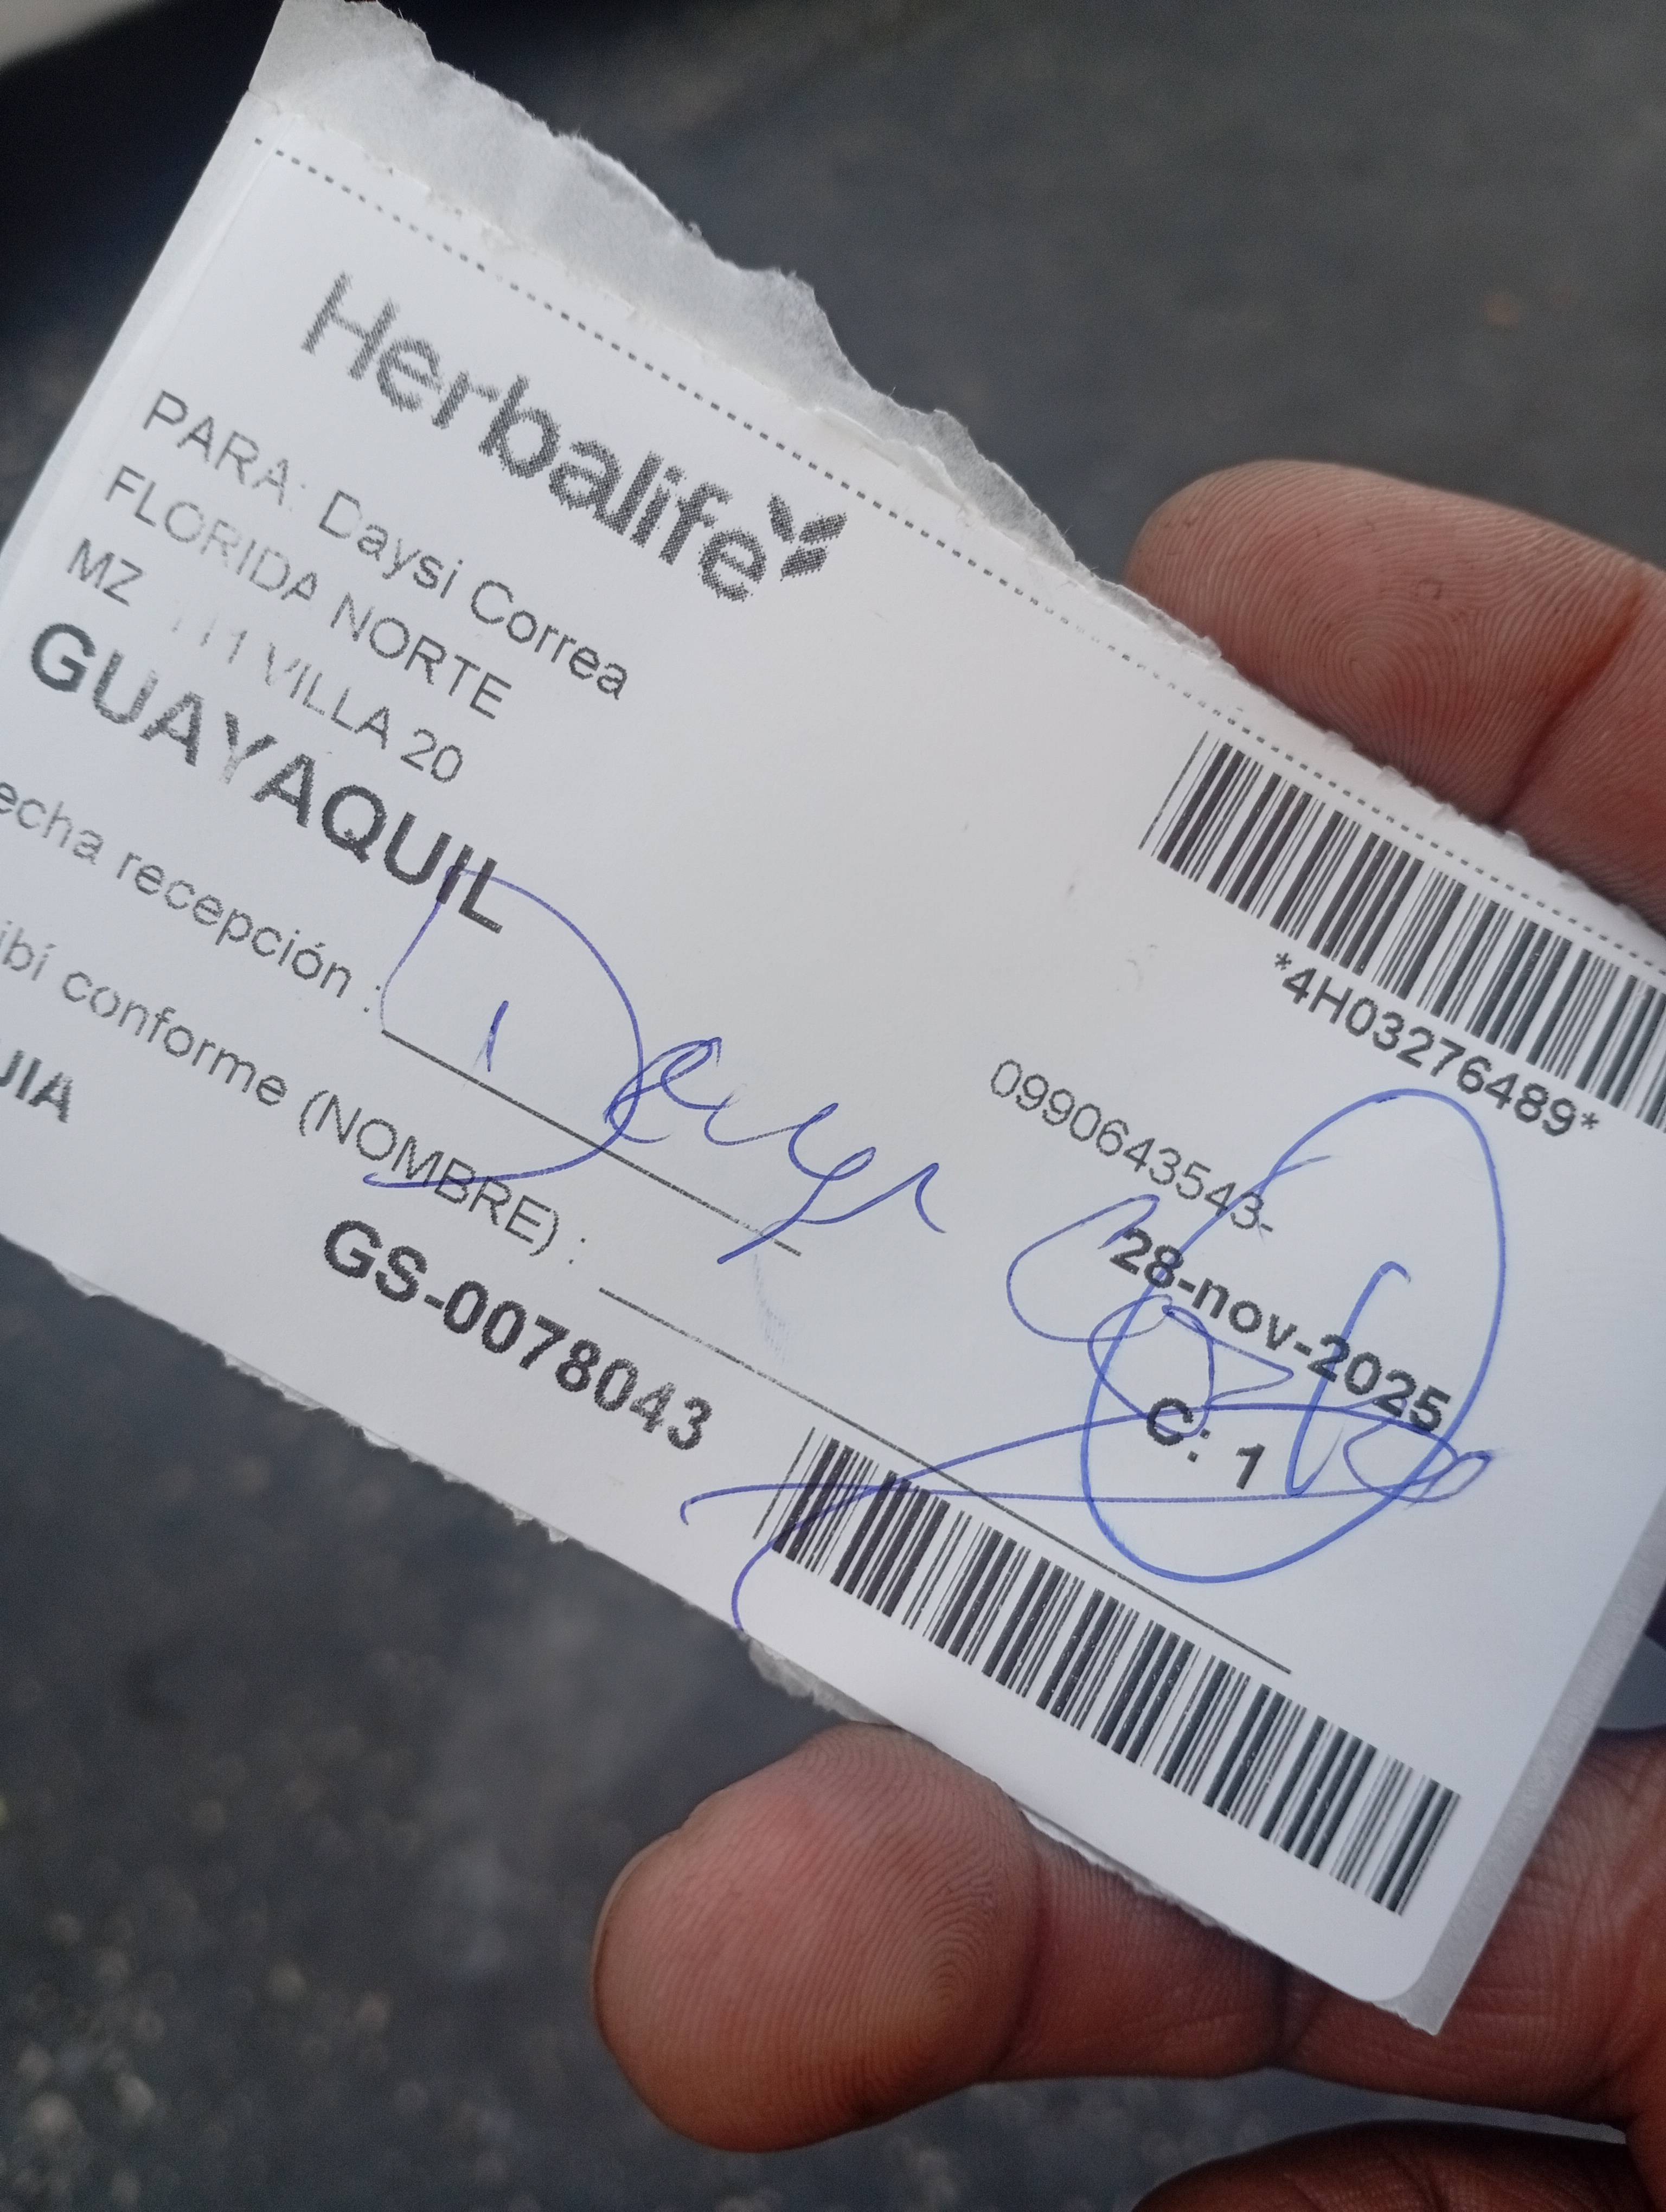 Herbalife
PARA: Daysi Correa
FLORIDA NORTE
MZ VILLA 20
GUAYAQUIL
*4H03276489*
echa recepción :
0990643543-
28-nov-2025
ibí conforme (NOMBRE) :
C: 1
UIA
GS-0078043